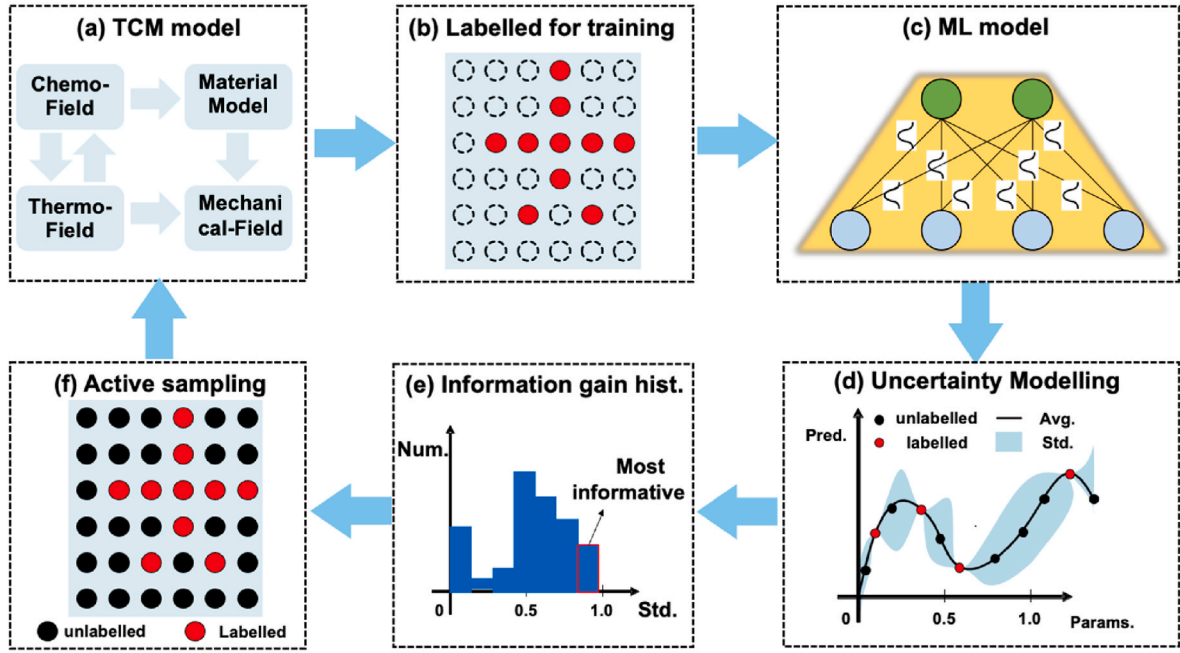 (a) TCM model
Chemo-
Field
Material
Model
Thermo-
Field
Mechani
cal-Field
(b) Labelled for training
(c) ML model
(d) Uncertainty Modelling
unlabelled
Avg.
labelled
Std.
Pred.
0
1.0
Params.
(e) Information gain hist.
Num.
Most
informative
0
0.5
1.0
Std.
(f) Active sampling
unlabelled
Labelled